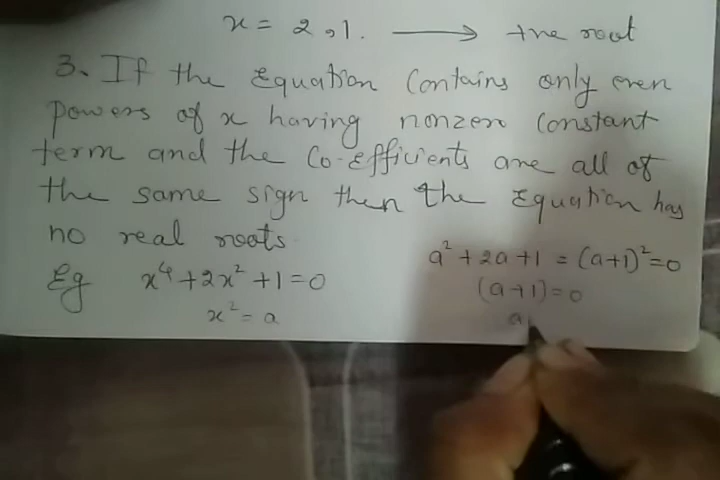 x = 2, 1. ⟶ +ve root
3. If the Equation Contains only even
powers of x having nonzero Constant
term and the Co-efficients are all of
the same sign then the Equation has
no real roots
Eg x⁴ + 2x² + 1 = 0
x² = a
a² + 2a + 1 = (a+1)² = 0
(a+1) = 0
a